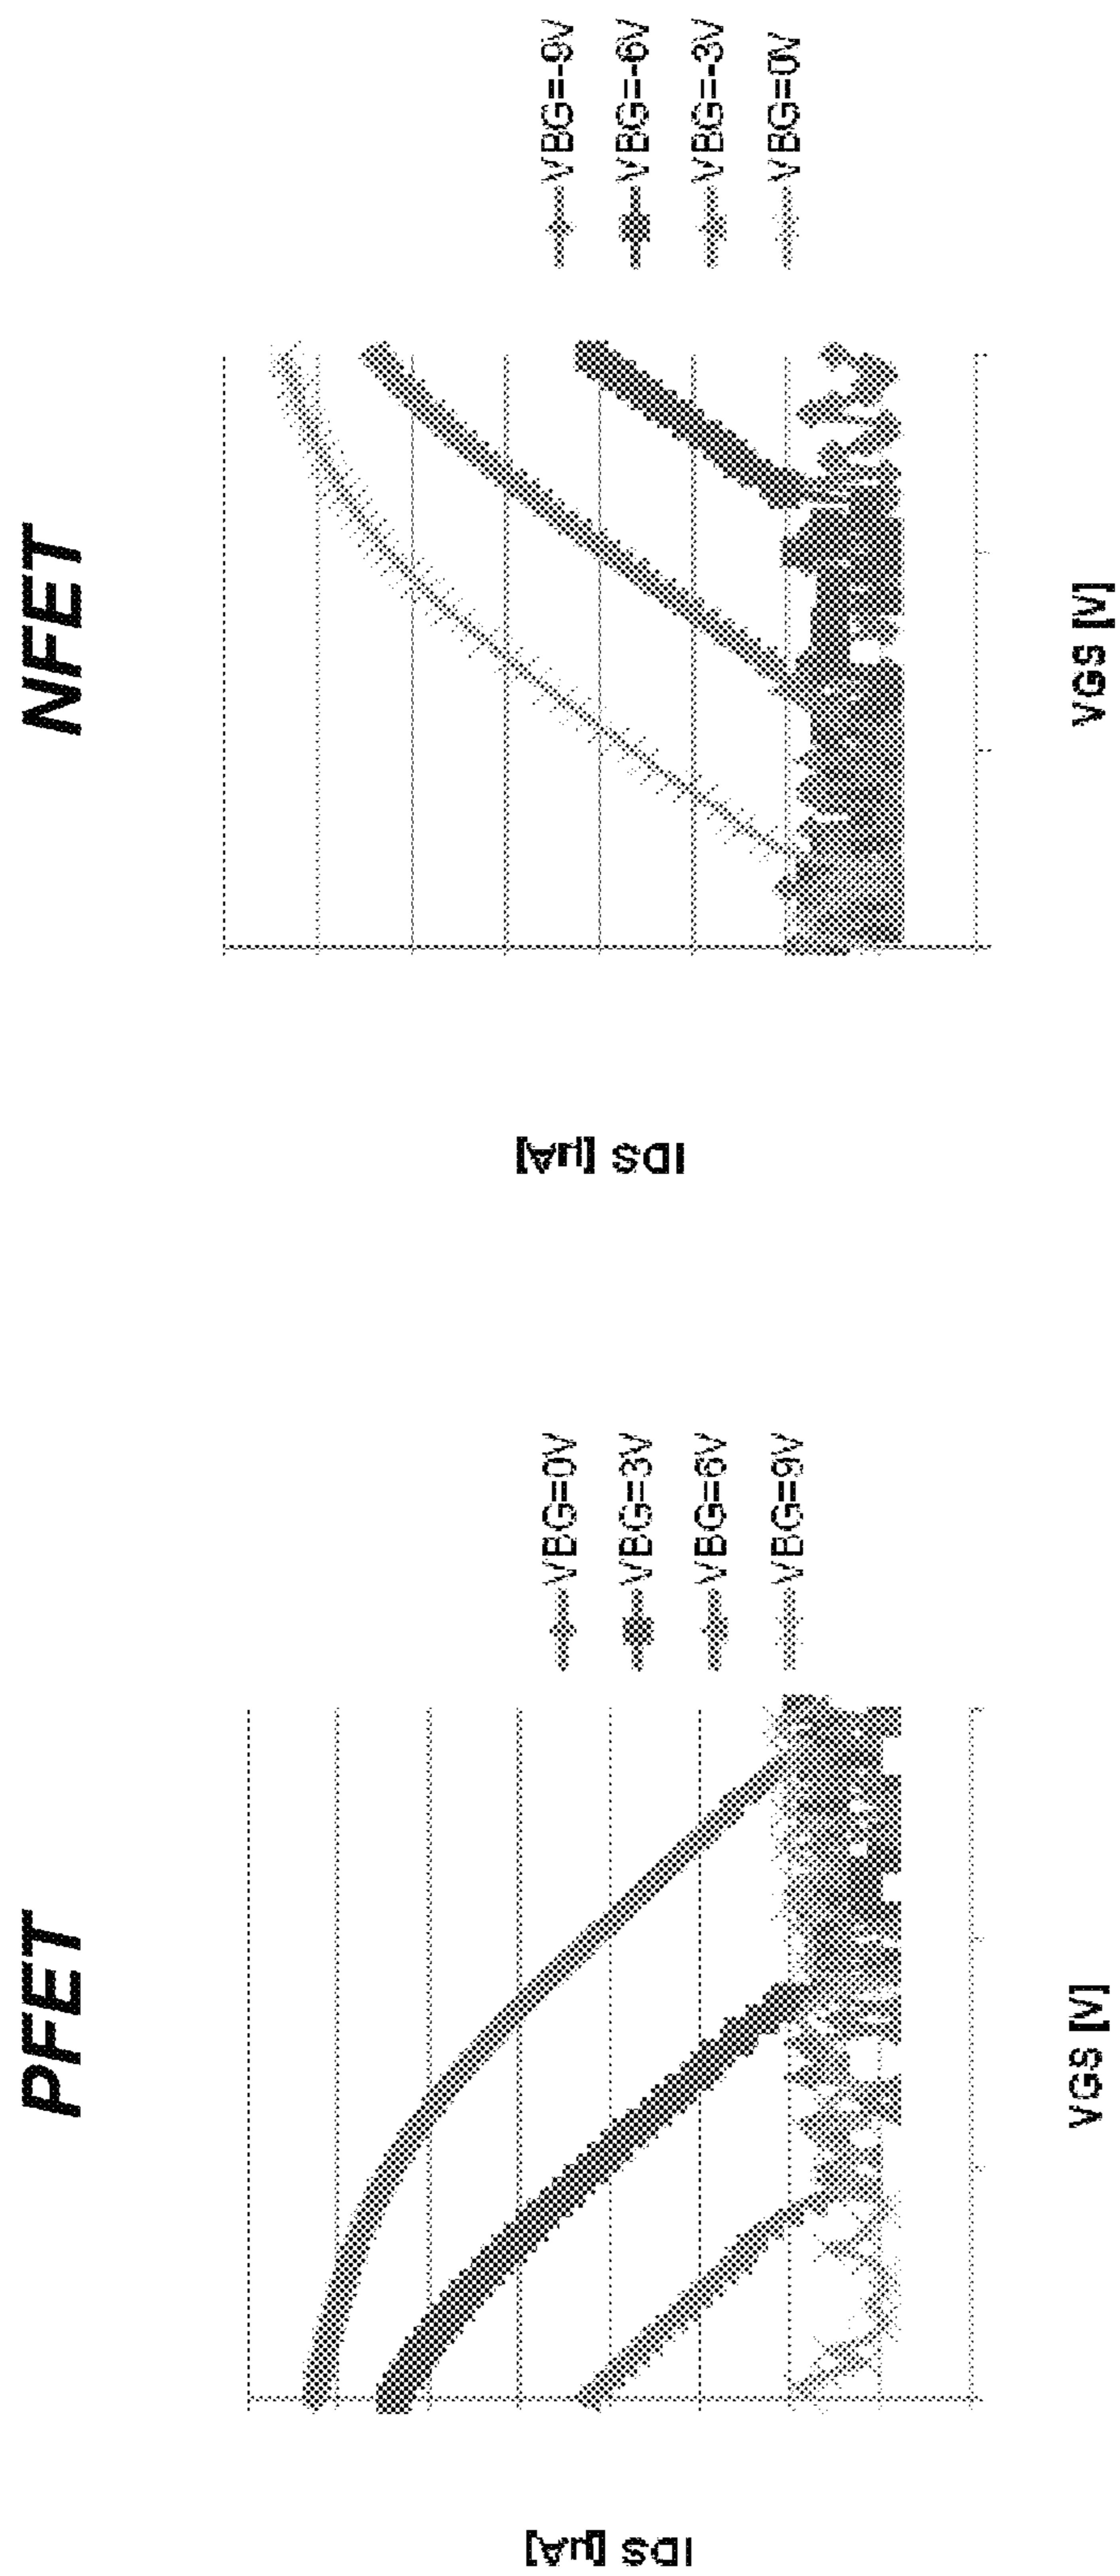 PFET
IDS [µA]
VBG=0V
VBG=3V
VBG=6V
VBG=9V
VGS [V]
NFET
IDS [µA]
VBG=-9V
VBG=-6V
VBG=-3V
VBG=0V
VGS [V]